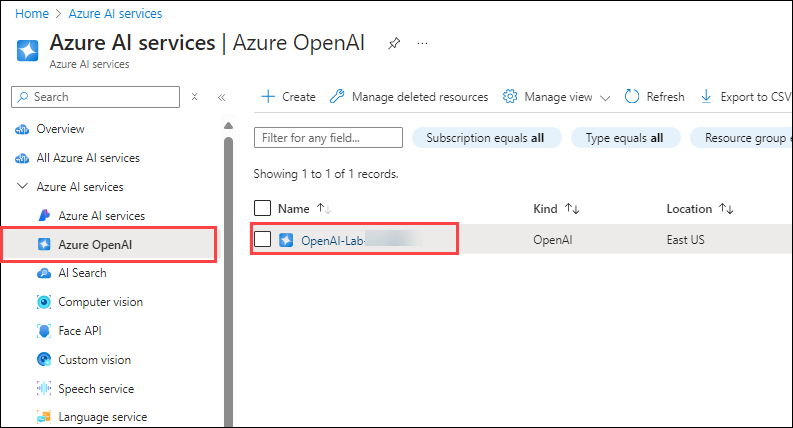 Home > Azure AI services >
Azure AI services | Azure OpenAI ...
Azure AI services
Search
Create Manage deleted resources Manage view Refresh Export to CSV
Overview
All Azure AI services
Azure AI services
Azure AI services
Azure OpenAI
AI Search
Computer vision
Face API
Custom vision
Speech service
Language service
Filter for any field...
Subscription equals all
Type equals all
Resource group e
Showing 1 to 1 of 1 records.
Name ↑↓ Kind ↑↓ Location ↑↓
OpenAI-Lab- OpenAI East US